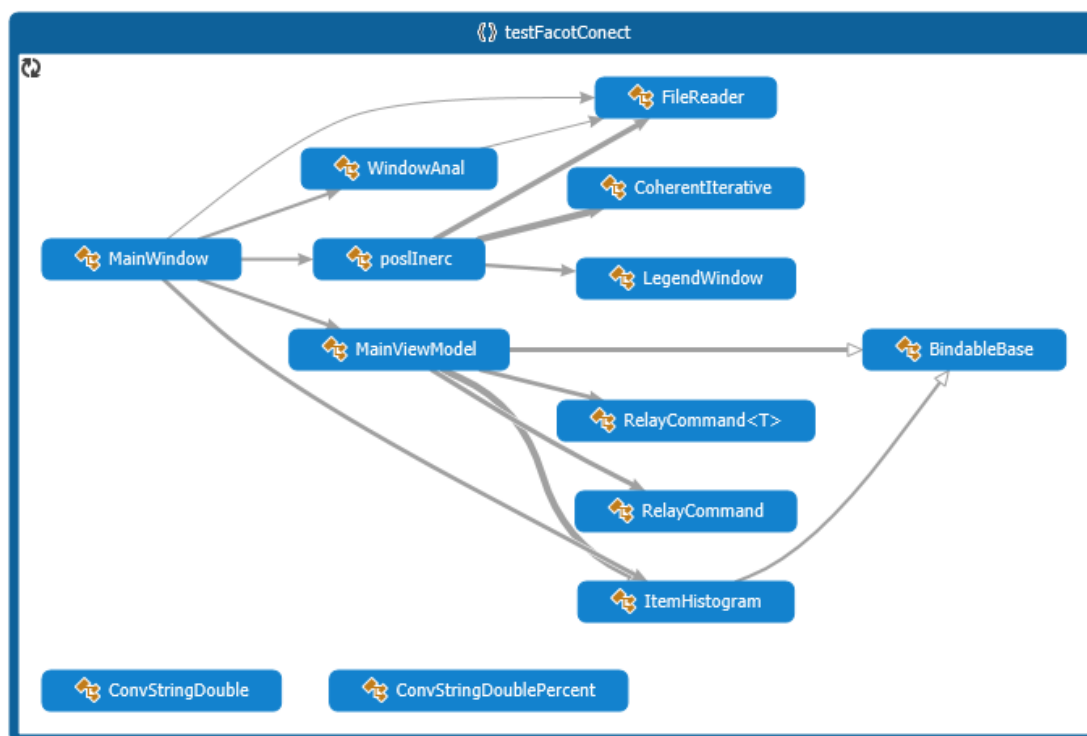 testFacotConect
FileReader
WindowAnal
CoherentIterative
MainWindow
poslInerc
LegendWindow
MainViewModel
BindableBase
RelayCommand<T>
RelayCommand
ItemHistogram
ConvStringDouble
ConvStringDoublePercent